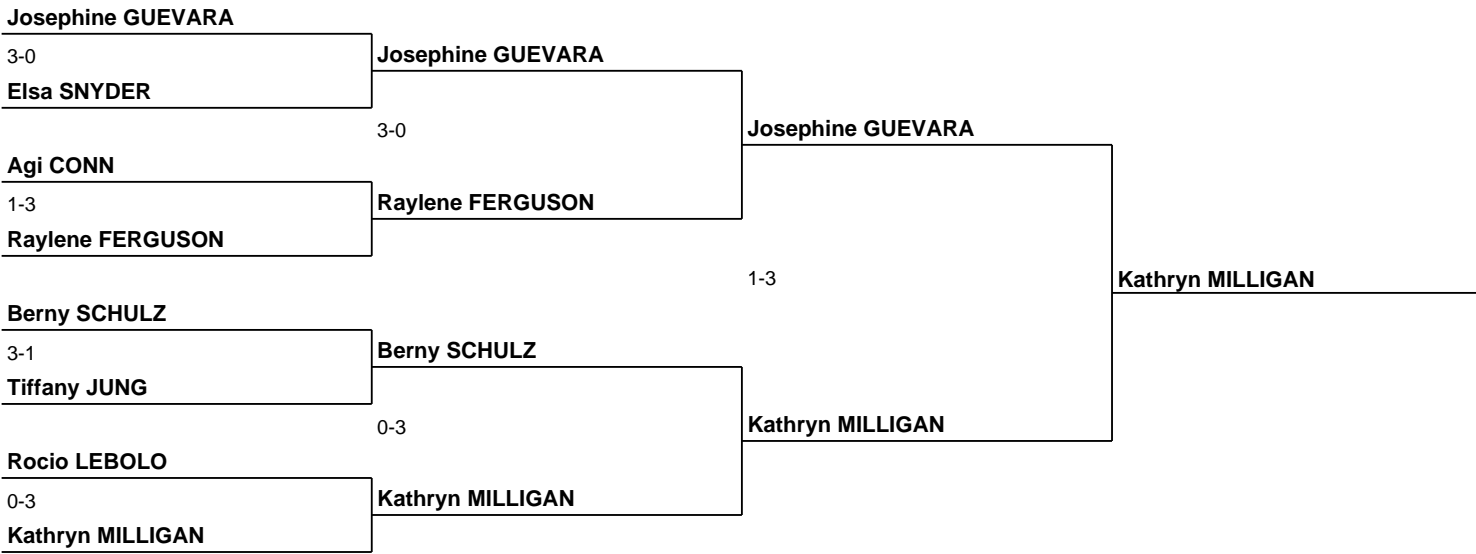 Josephine GUEVARA
3-0
Elsa SNYDER
Agi CONN
1-3
Raylene FERGUSON
Berny SCHULZ
3-1
Tiffany JUNG
Rocio LEBOLO
0-3
Kathryn MILLIGAN
Josephine GUEVARA
3-0
Raylene FERGUSON
Berny SCHULZ
0-3
Kathryn MILLIGAN
Josephine GUEVARA
1-3
Kathryn MILLIGAN
Kathryn MILLIGAN